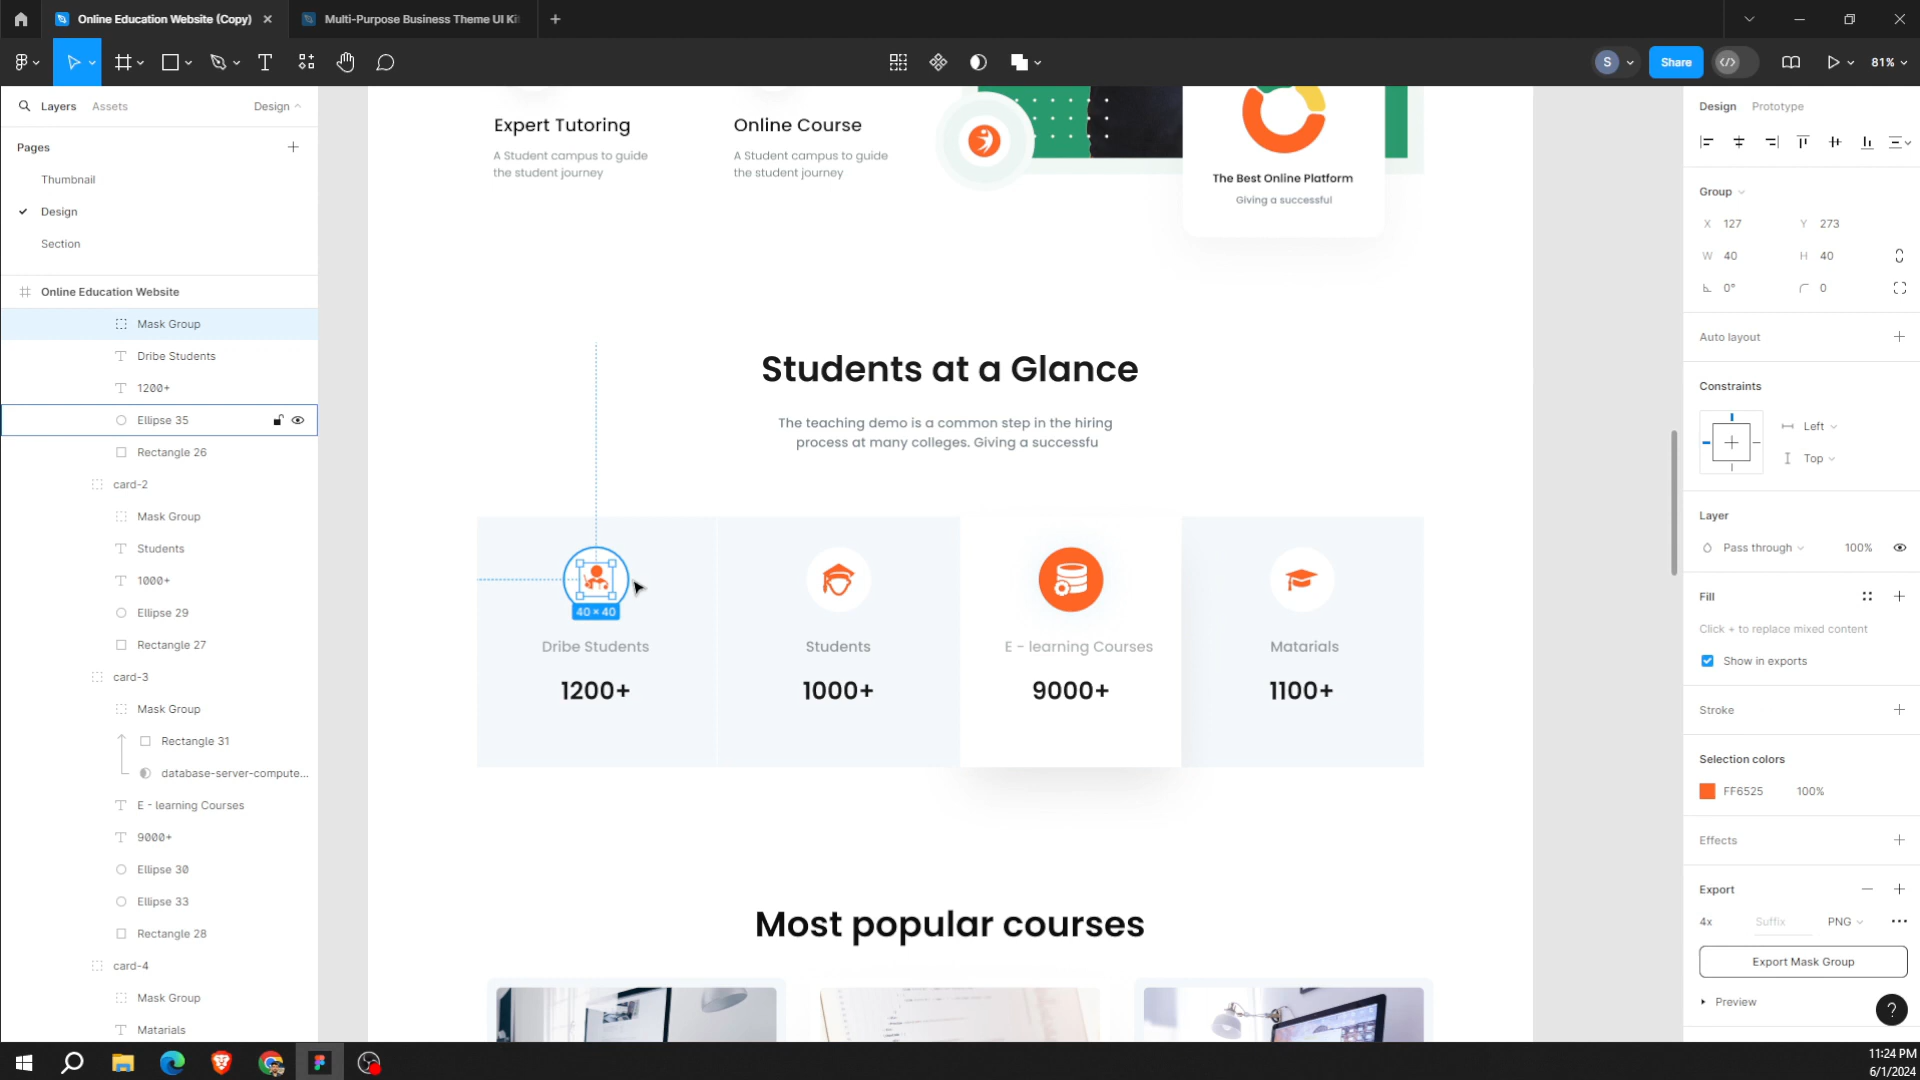 Online Education Website (Copy)
Multi-Purpose Business Theme UI Ki
S
Share
81%
Layers
Assets
Design
Pages
Thumbnail
Design
Section
Online Education Website
Mask Group
Dribe Students
1200+
Ellipse 35
Rectangle 26
card-2
Mask Group
Students
1000+
Ellipse 29
Rectangle 27
card-3
Mask Group
Rectangle 31
database-server-compute...
E - learning Courses
9000+
Ellipse 30
Ellipse 33
Rectangle 28
card-4
Mask Group
Matarials
Expert Tutoring
A Student campus to guide
the student journey
Online Course
A Student campus to guide
the student journey
The Best Online Platform
Giving a successful
Students at a Glance
The teaching demo is a common step in the hiring
process at many colleges. Giving a successfu
40 × 40
Dribe Students
1200+
Students
1000+
E - learning Courses
9000+
Matarials
1100+
Most popular courses
Design
Prototype
Group
X 127
Y 273
W 40
H 40
0°
0
Auto layout
Constraints
Left
Top
Layer
Pass through
100%
Fill
Click + to replace mixed content
Show in exports
Stroke
Selection colors
FF6525
100%
Effects
Export
4x
Suffix
PNG
Export Mask Group
Preview
?
11:24 PM
6/1/2024